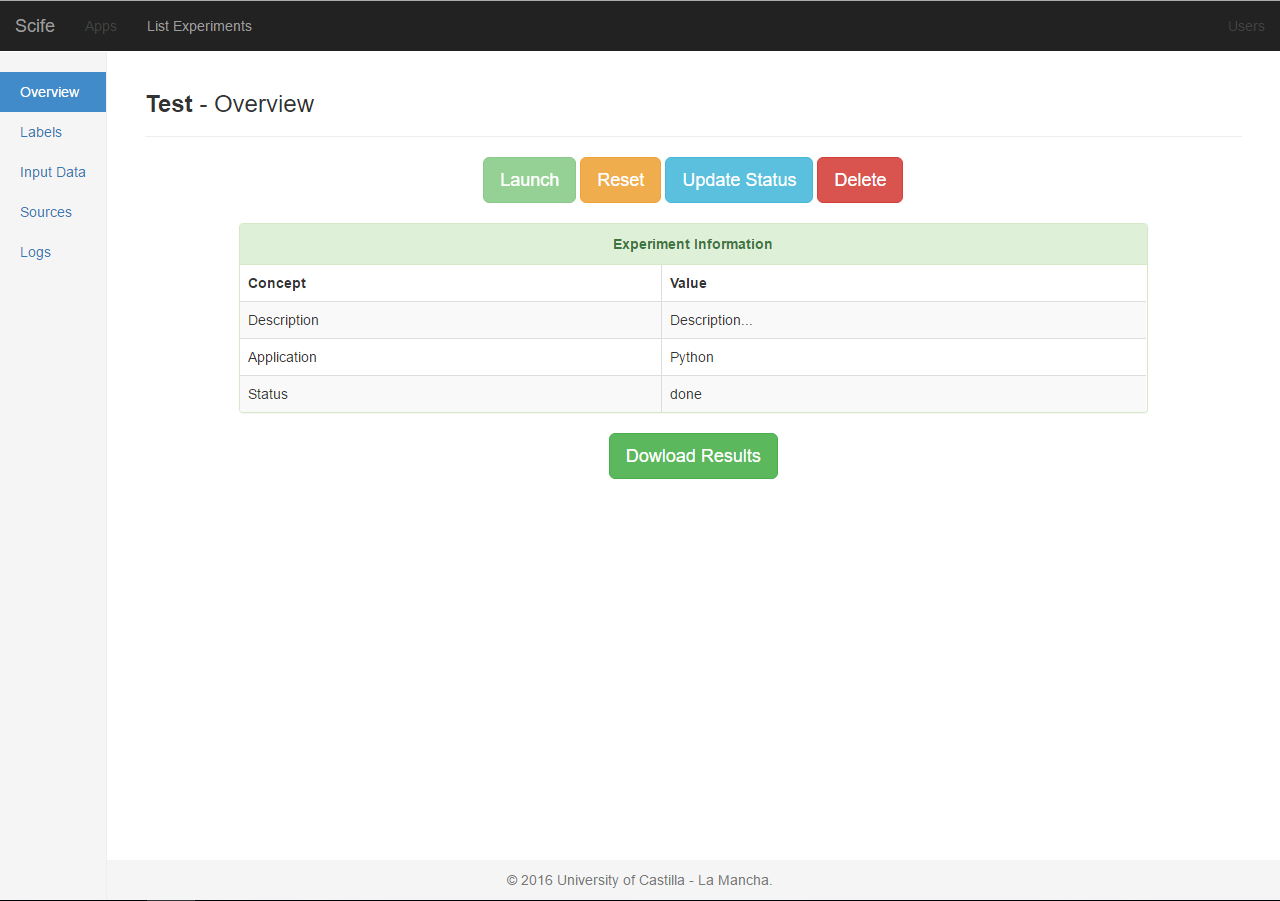 Scife Apps List Experiments Users
Overview
Labels
Input Data
Sources
Logs
Test - Overview
Launch Reset Update Status Delete
Experiment Information
Concept Value
Description Description...
Application Python
Status done
Dowload Results
© 2016 University of Castilla - La Mancha.